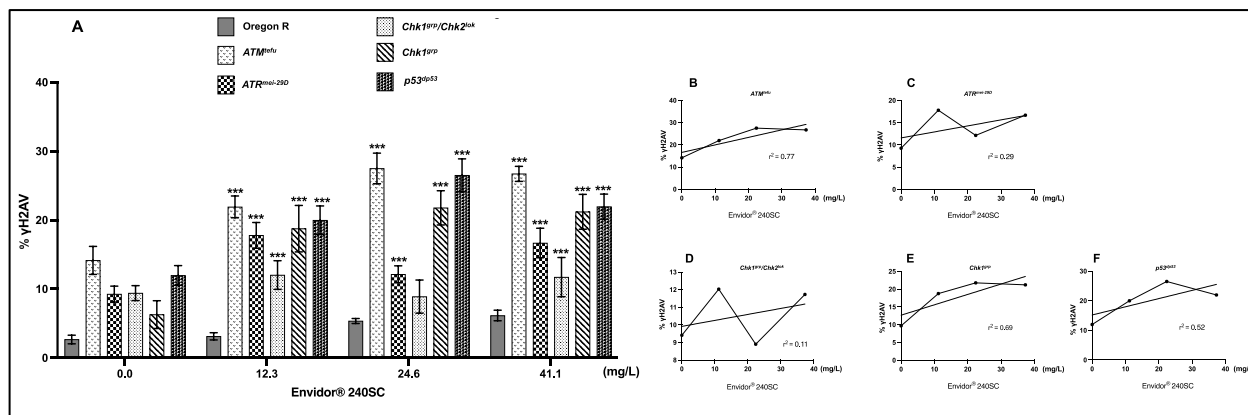 A
Oregon R
ATMtefu
ATRmei-29D
Chk1grp/Chk2lok
Chk1grp
p53dp53
40
30
20
10
0
% γH2AV
*** *** *** *** ***
*** *** *** ***
*** *** *** *** ***
0.0 12.3 24.6 41.1 (mg/L)
Envidor® 240SC
B
ATMtefu
40
30
20
10
0
% γH2AV
r2 = 0.77
0 10 20 30 40 (mg/L)
Envidor® 240SC
C
ATRmei-29D
20
15
10
5
0
% γH2AV
r2 = 0.29
0 10 20 30 40 (mg/L)
Envidor® 240SC
D
Chk1grp/Chk2lok
13
12
11
10
9
8
% γH2AV
r2 = 0.11
0 10 20 30 40 (mg/L)
Envidor® 240SC
E
Chk1grp
25
20
15
10
5
0
% γH2AV
r2 = 0.69
0 10 20 30 40 (mg/L)
Envidor® 240SC
F
p53dp53
30
20
10
0
% γH2AV
r2 = 0.52
0 10 20 30 40 (mg/L)
Envidor® 240SC